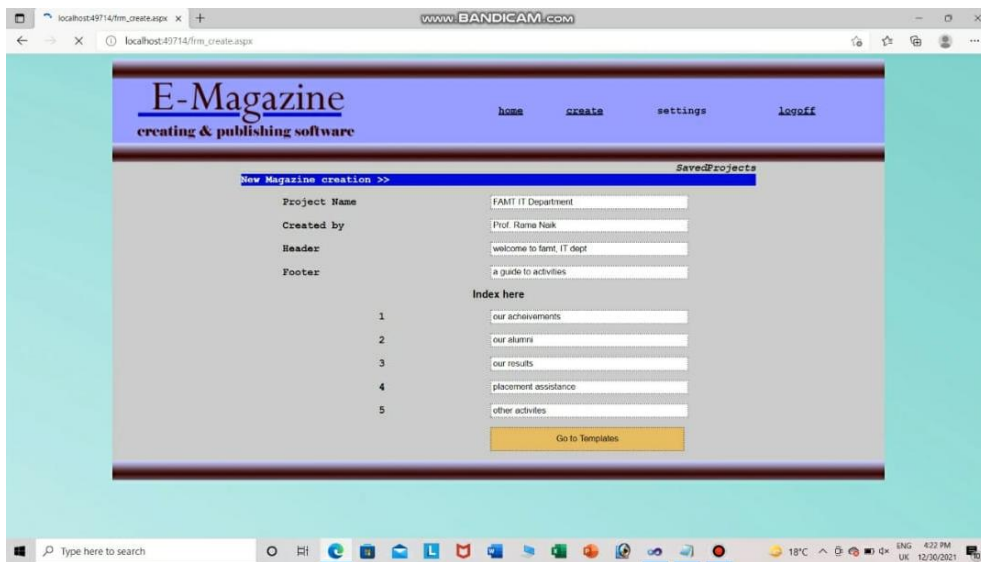 localhost:49714/frm_create.aspx
WWW.BANDICAM.COM
localhost:49714/frm_create.aspx
E-Magazine
creating & publishing software
home create settings logoff
SavedProjects
New Magazine creation >>
Project Name FAMT IT Department
Created by Prof. Rama Naik
Header welcome to famt, IT dept
Footer a guide to activities
Index here
1 our acheivements
2 our alumni
3 our results
4 placement assistance
5 other activites
Go to Templates
Type here to search
18°C ENG 4:22 PM
UK 12/30/2021